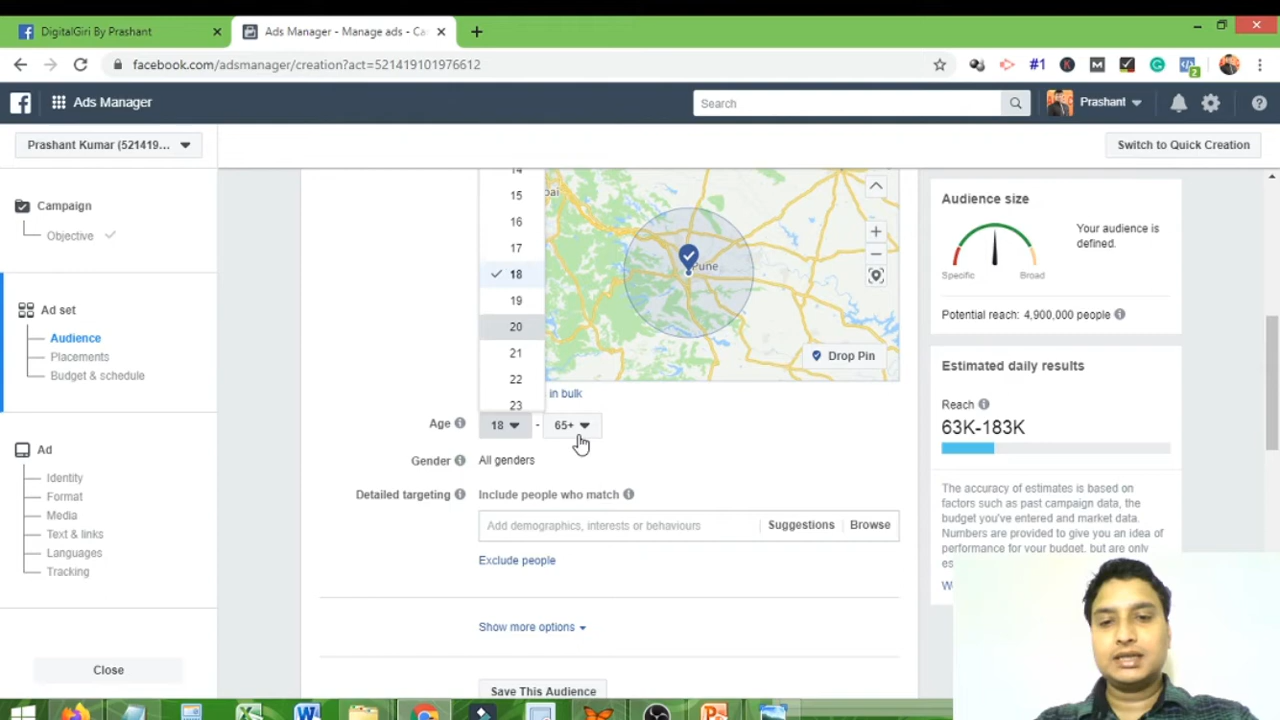 DigitalGiri By Prashant
Ads Manager - Manage ads - Ca
facebook.com/adsmanager/creation?act=521419101976612
#1
2
Ads Manager
Search
Prashant
Prashant Kumar (521419...
Switch to Quick Creation
Campaign
Objective
Ad set
Audience
Placements
Budget & schedule
Ad
Identity
Format
Media
Text & links
Languages
Tracking
Close
14
15
16
17
18
19
20
21
22
23
Pune
Drop Pin
in bulk
Age
18 - 65+
Gender
All genders
Detailed targeting
Include people who match
Add demographics, interests or behaviours
Suggestions
Browse
Exclude people
Show more options
Save This Audience
Audience size
Your audience is
defined.
Specific
Broad
Potential reach: 4,900,000 people
Estimated daily results
Reach
63K-183K
The accuracy of estimates is based on
factors such as past campaign data, the
budget you've entered and market data.
Numbers are provided to give you an idea of
performance for your budget, but are only